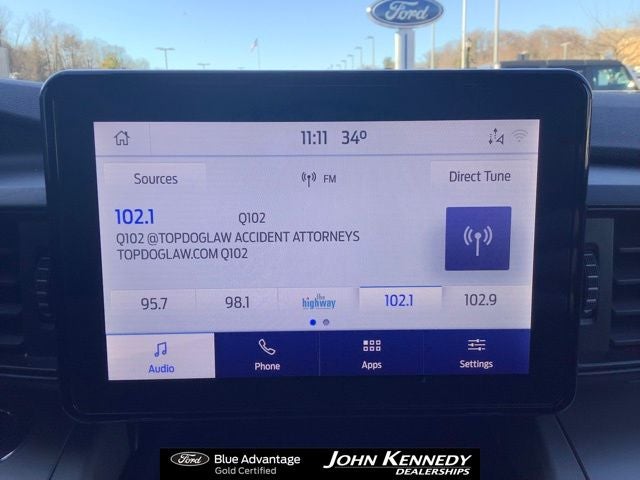 Ford
11:11 34°
Sources
FM
Direct Tune
102.1 Q102
Q102 @TOPDOGLAW ACCIDENT ATTORNEYS
TOPDOGLAW.COM Q102
95.7 98.1 the highway 102.1 102.9
Audio Phone Apps Settings
Ford Blue Advantage
Gold Certified
JOHN KENNEDY
DEALERSHIPS